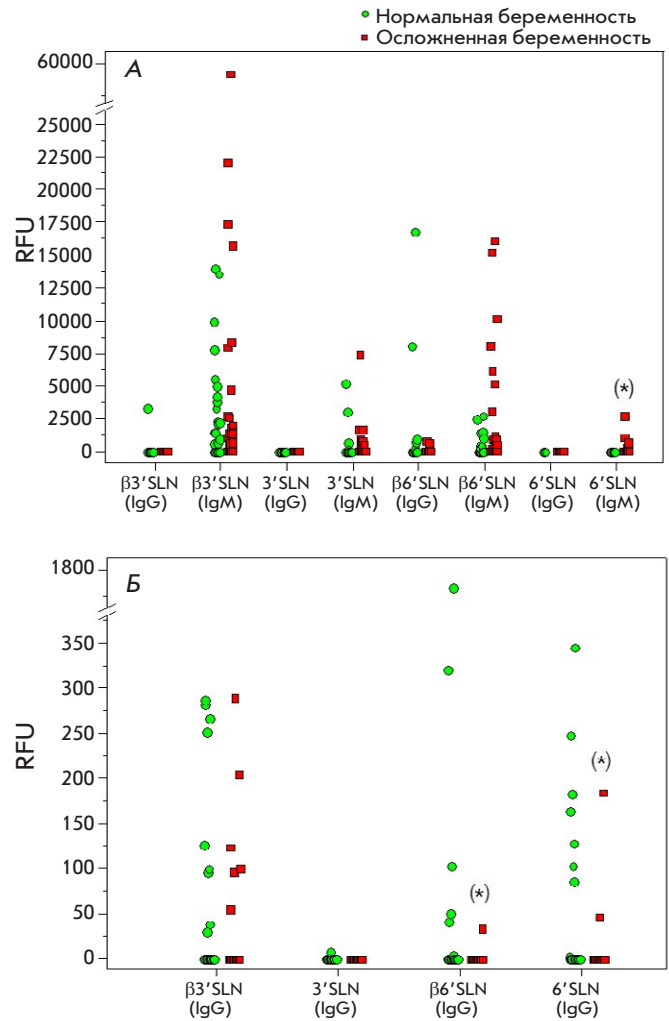 Нормальная беременность
Осложненная беременность
А
RFU
60000
25000
22500
20000
17500
15000
12500
10000
7500
5000
2500
0
(*)
β3'SLN β3'SLN 3'SLN 3'SLN β6'SLN β6'SLN 6'SLN 6'SLN
(IgG) (IgM) (IgG) (IgM) (IgG) (IgM) (IgG) (IgM)
Б
RFU
1800
350
300
250
200
150
100
50
0
(*)
(*)
β3'SLN 3'SLN β6'SLN 6'SLN
(IgG) (IgG) (IgG) (IgG)